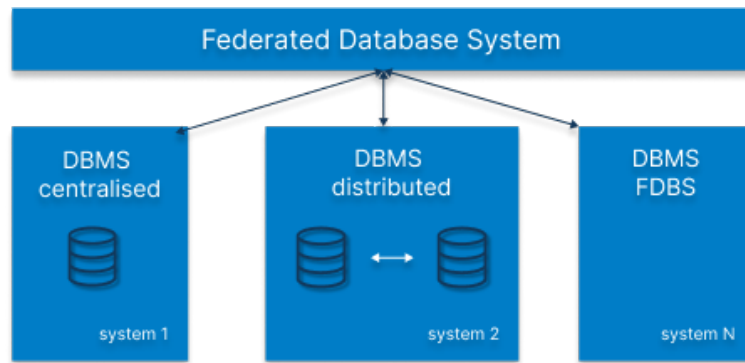 Federated Database System
DBMS
centralised
system 1
DBMS
distributed
system 2
DBMS
FDBS
system N